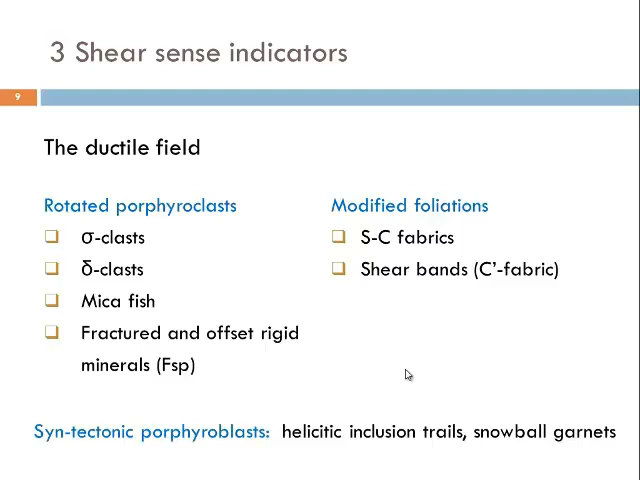 3 Shear sense indicators
9
The ductile field
Rotated porphyroclasts
❑ σ-clasts
❑ δ-clasts
❑ Mica fish
❑ Fractured and offset rigid
minerals (Fsp)
Modified foliations
❑ S-C fabrics
❑ Shear bands (C’-fabric)
Syn-tectonic porphyroblasts: helicitic inclusion trails, snowball garnets